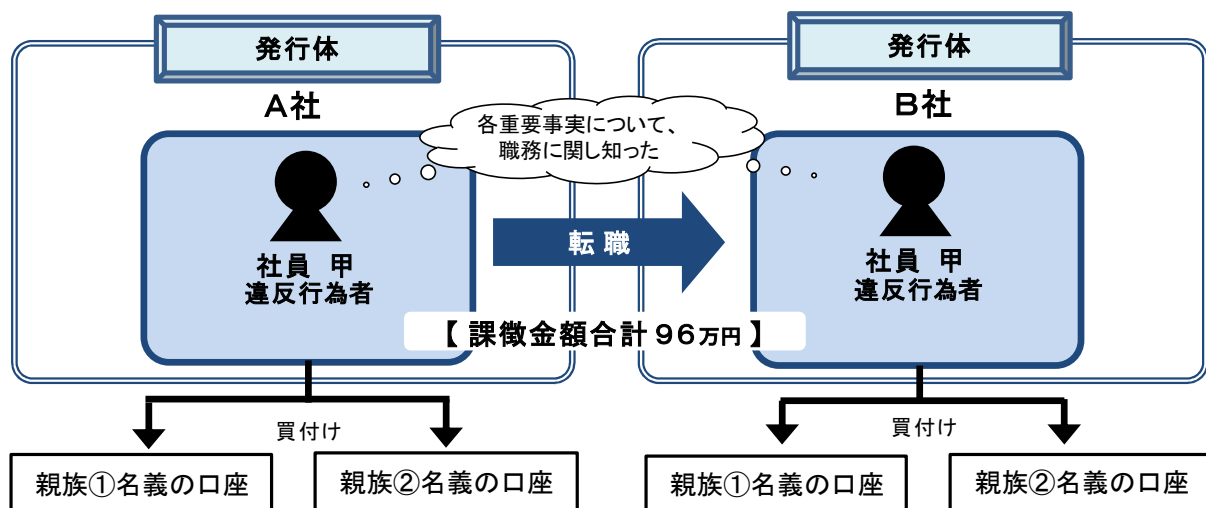 発行体
A社
各重要事実について、
職務に関し知った
社員 甲
違反行為者
買付け
親族①名義の口座
親族②名義の口座
転職
【 課徴金額合計 96万円 】
発行体
B社
社員 甲
違反行為者
買付け
親族①名義の口座
親族②名義の口座